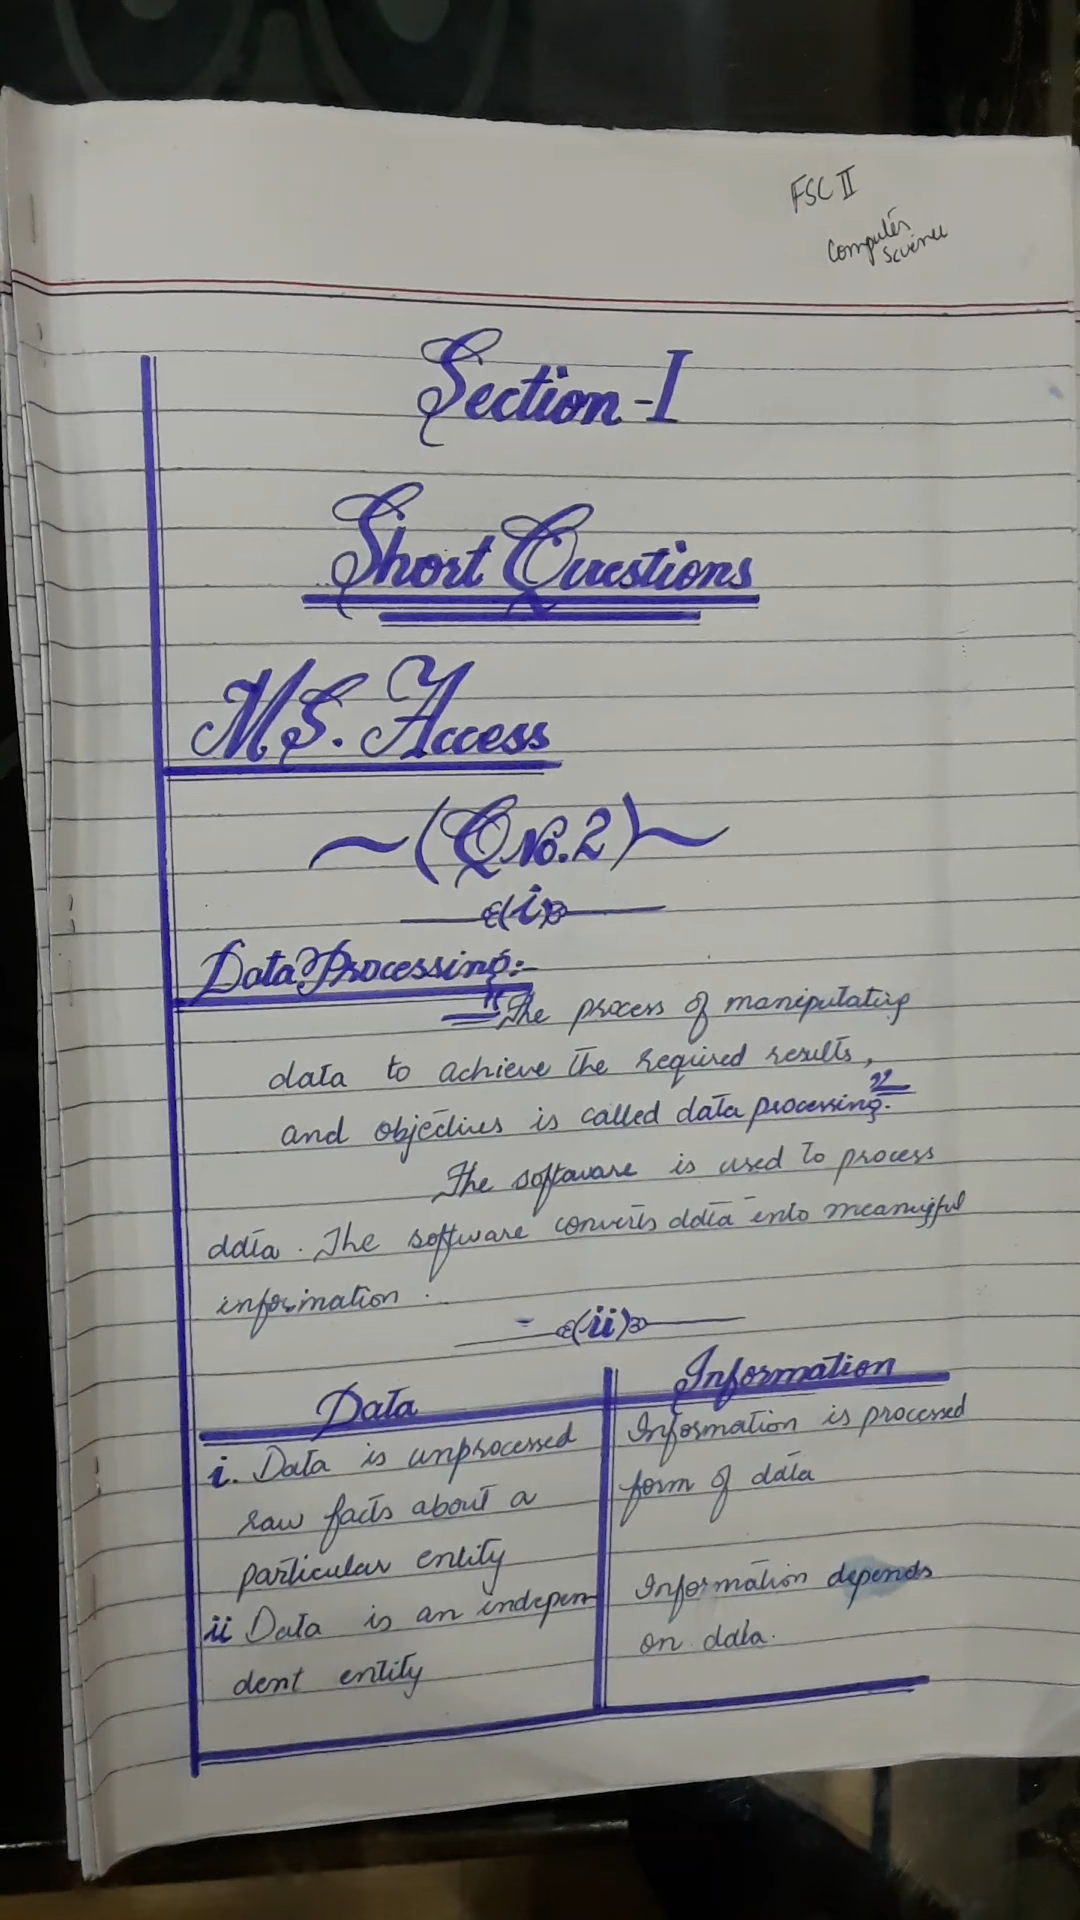 FSC II
Computer
Science
Section-I
Short Questions
MS. Access
(Q No. 2)
(i)
Data Processing:-
"The process of manipulating
data to achieve the required results,
and objectives is called data processing."
The software is used to process
data. The software converts data into meaningful
information.
(ii)
Data
Information
i. Data is unprocessed
raw facts about a
particular entity
Information is processed
form of data
ii Data is an indepen
dent entity
Information depends
on data.